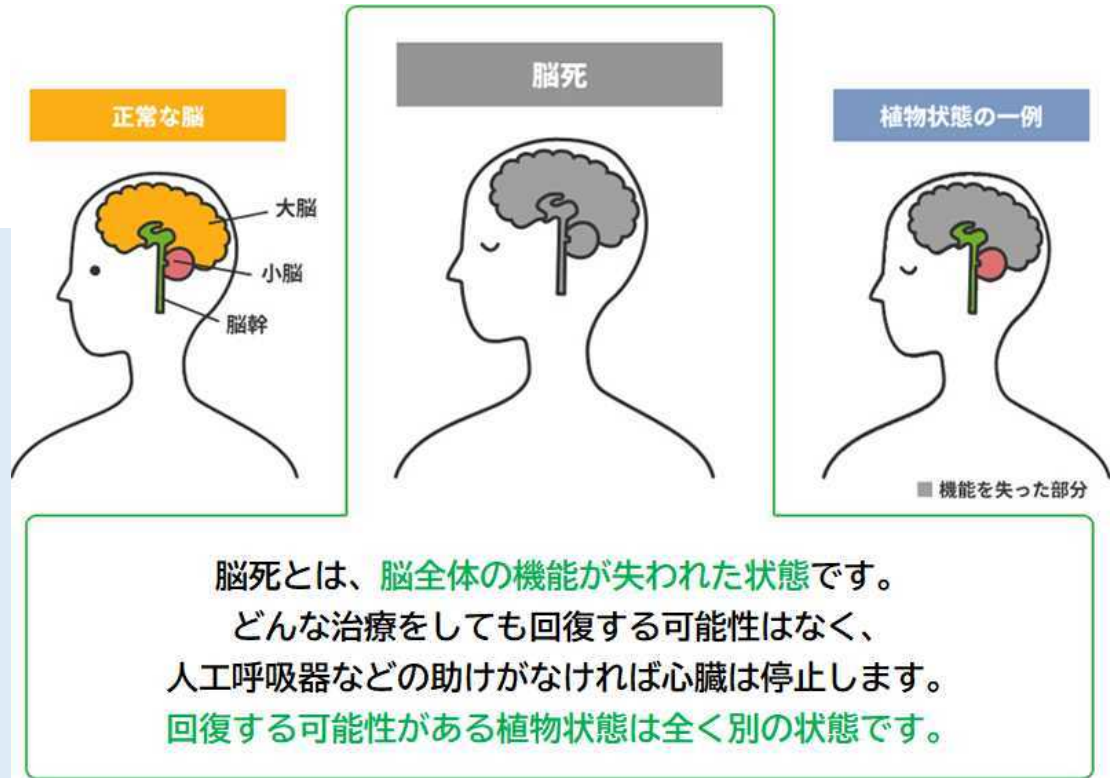 正常な脳
脳死
植物状態の一例
大脳
小脳
脳幹
■ 機能を失った部分
脳死とは、脳全体の機能が失われた状態です。
どんな治療をしても回復する可能性はなく、
人工呼吸器などの助けがなければ心臓は停止します。
回復する可能性がある植物状態は全く別の状態です。